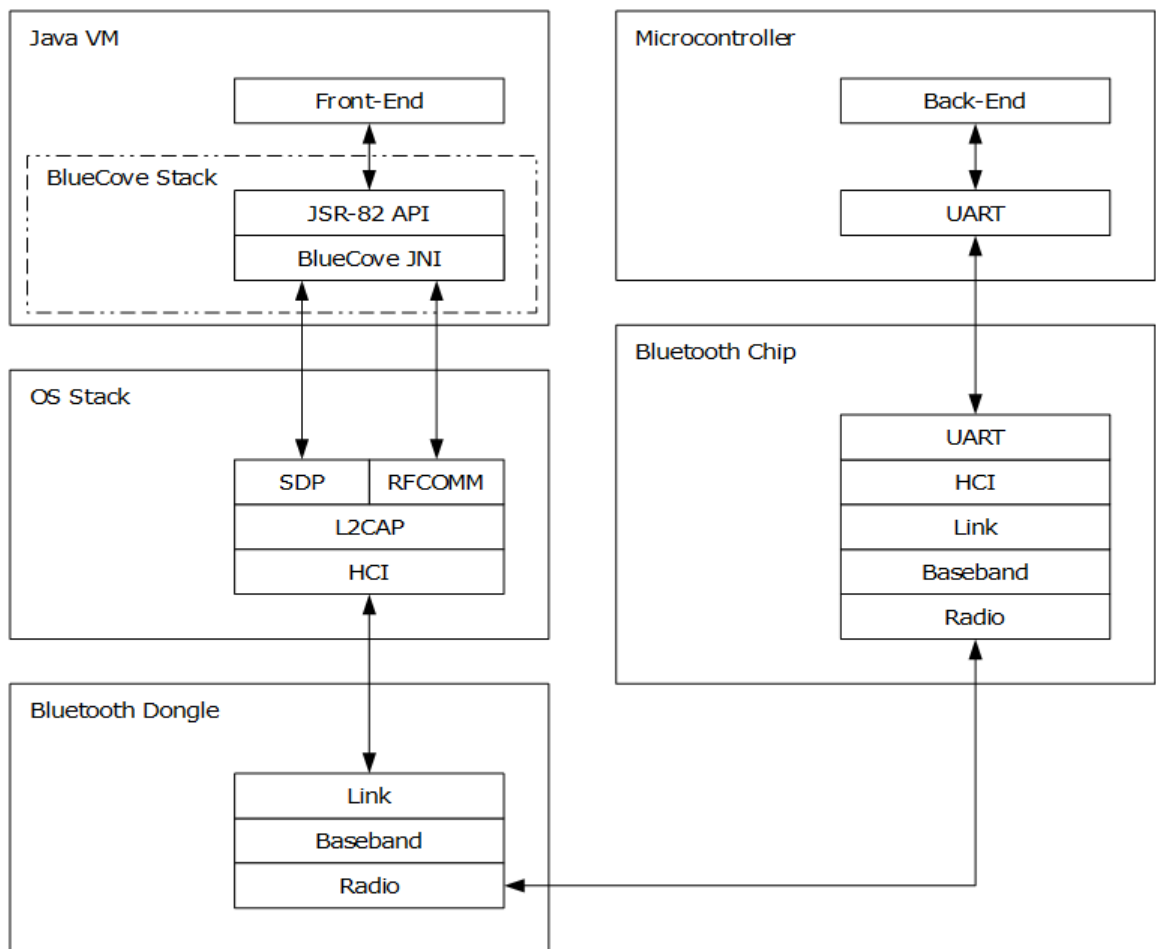 Java VM
Front-End
BlueCove Stack
JSR-82 API
BlueCove JNI
OS Stack
SDP
RFCOMM
L2CAP
HCI
Bluetooth Dongle
Link
Baseband
Radio
Microcontroller
Back-End
UART
Bluetooth Chip
UART
HCI
Link
Baseband
Radio